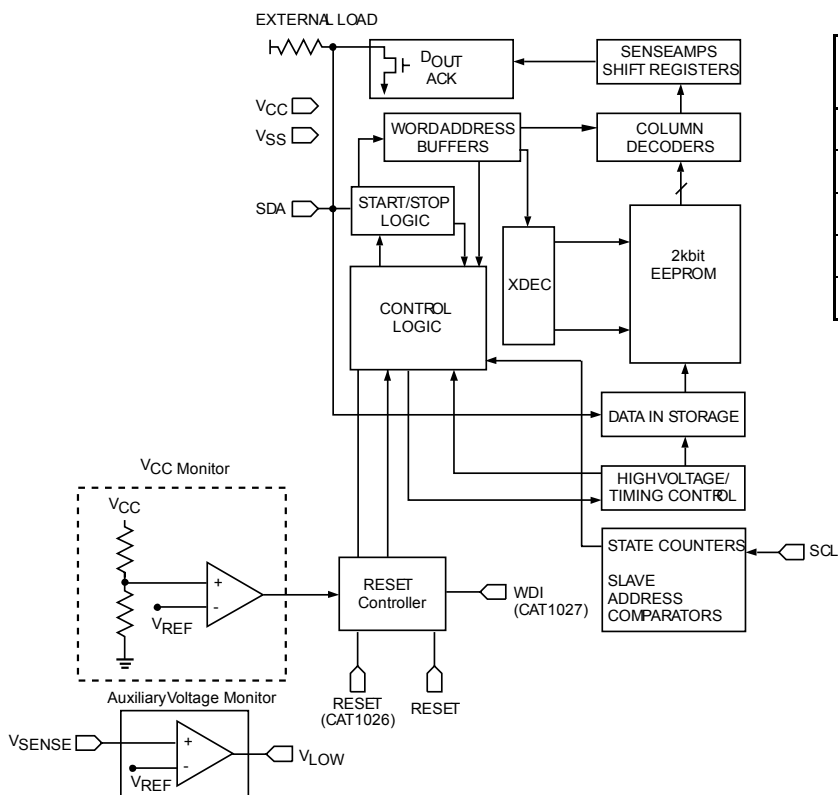 EXTERNAL LOAD
DOUT
ACK
SENSEAMPS
SHIFT REGISTERS
VCC
VSS
WORDADDRESS
BUFFERS
COLUMN
DECODERS
SDA
START/STOP
LOGIC
XDEC
2kbit
EEPROM
CONTROL
LOGIC
DATA IN STORAGE
HIGHVOLTAGE/
TIMING CONTROL
VCC Monitor
VCC
+
-
VREF
RESET
Controller
WDI
(CAT1027)
STATE COUNTERS
SLAVE
ADDRESS
COMPARATORS
SCL
RESET
(CAT1026)
RESET
AuxiliaryVoltage Monitor
VSENSE
+
-
VREF
VLOW